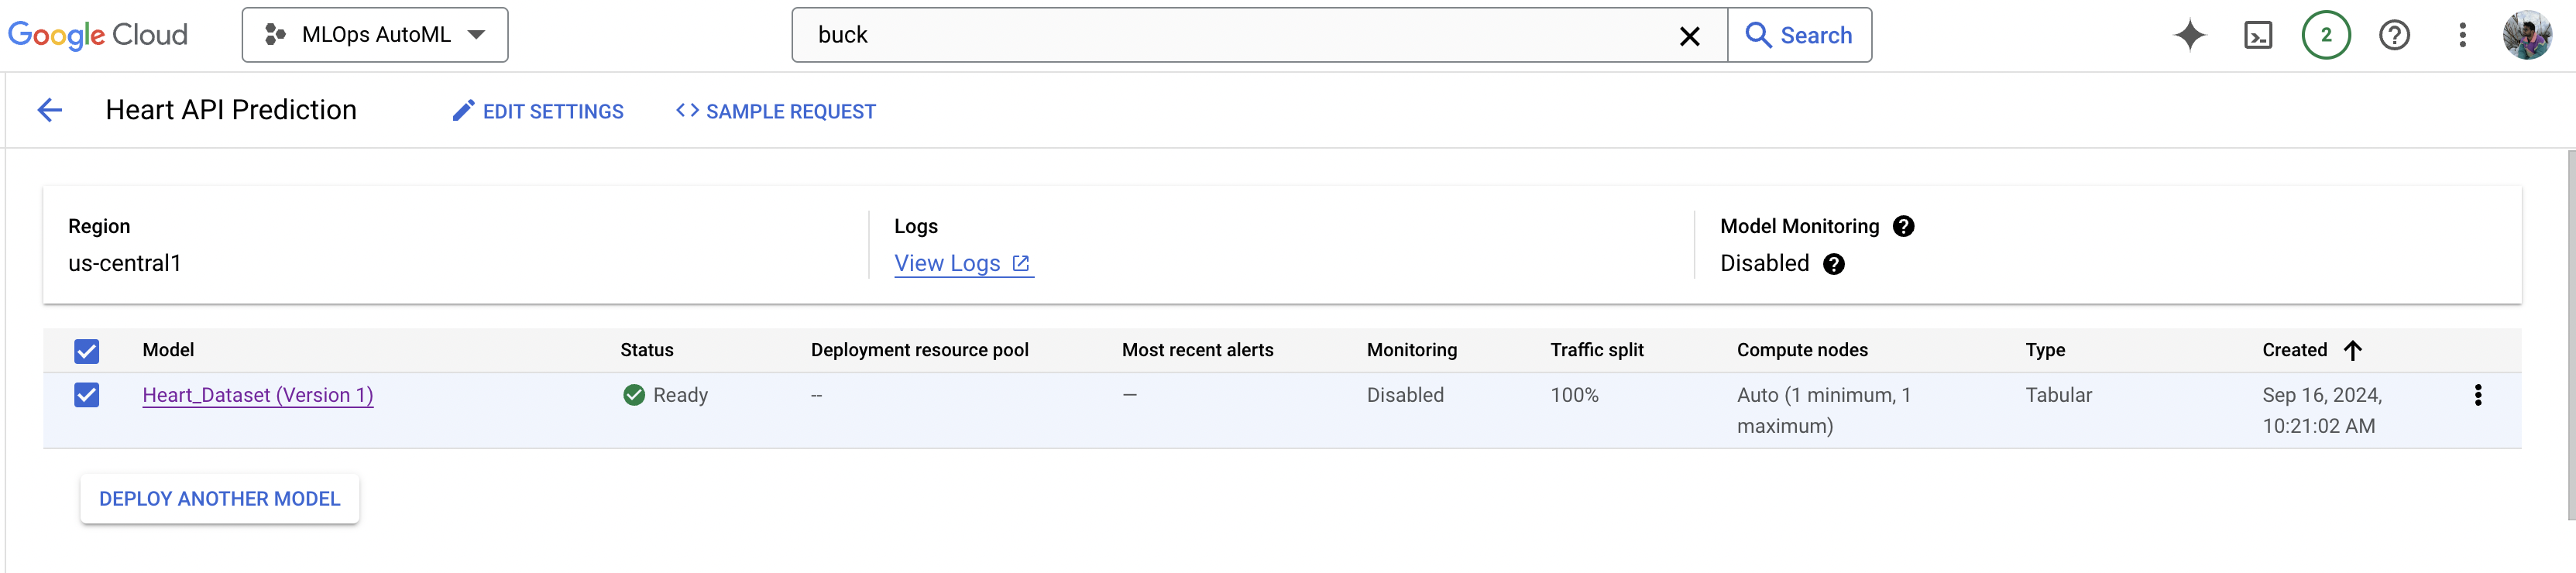 Google Cloud
MLOps AutoML
buck
Search
2
Heart API Prediction
EDIT SETTINGS
<> SAMPLE REQUEST
Region
us-central1
Logs
View Logs
Model Monitoring ?
Disabled ?
Model Status Deployment resource pool Most recent alerts Monitoring Traffic split Compute nodes Type Created
Heart_Dataset (Version 1) Ready -- — Disabled 100% Auto (1 minimum, 1 Tabular Sep 16, 2024,
maximum) 10:21:02 AM
DEPLOY ANOTHER MODEL